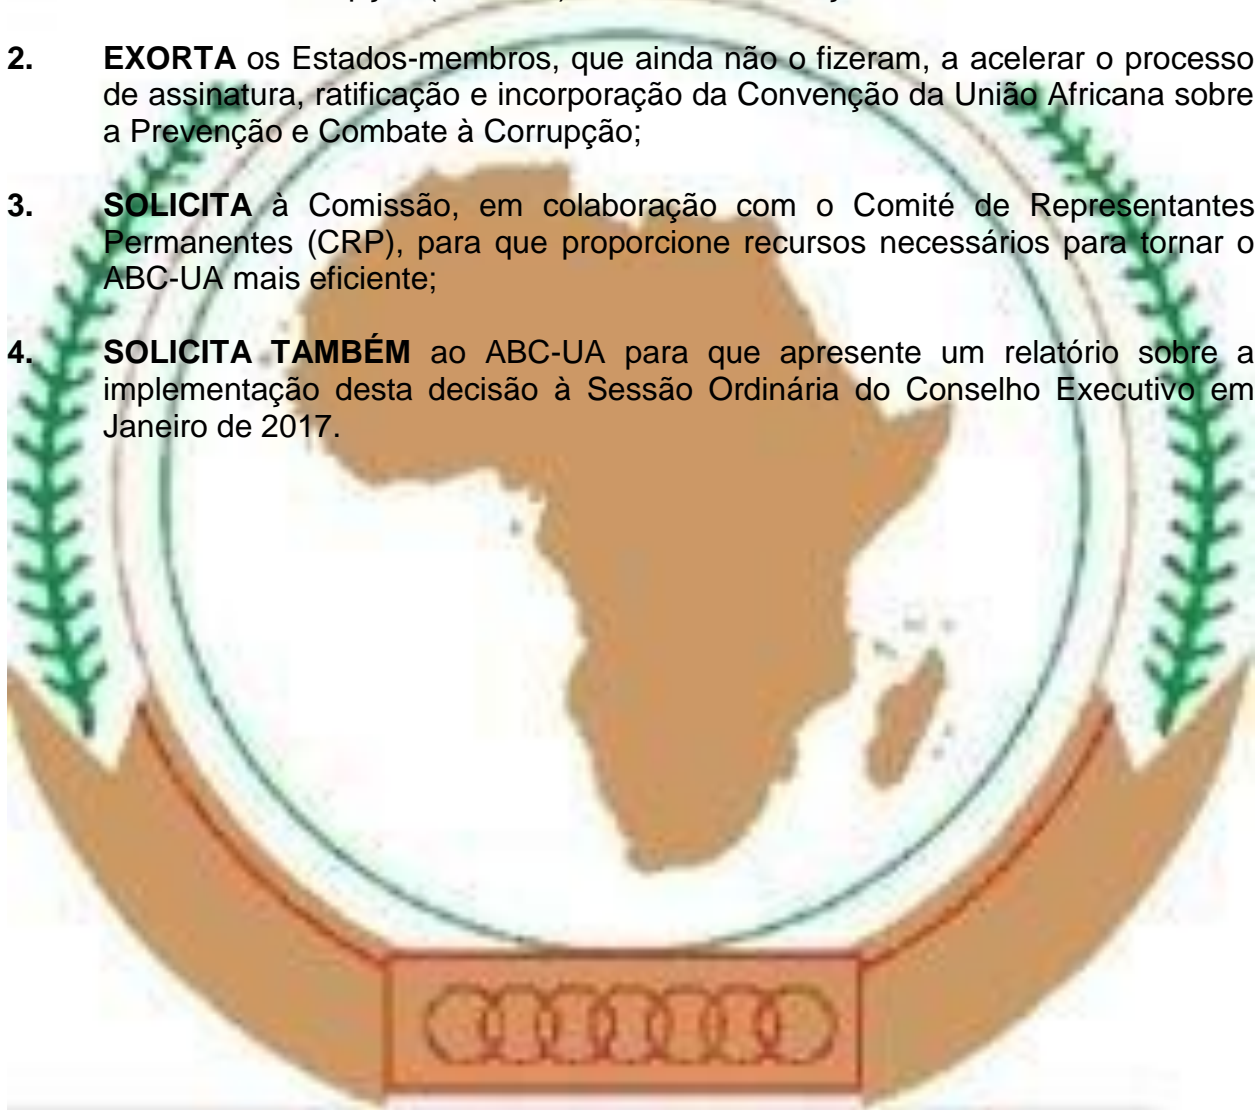 2. EXORTA os Estados-membros, que ainda não o fizeram, a acelerar o processo
de assinatura, ratificação e incorporação da Convenção da União Africana sobre
a Prevenção e Combate à Corrupção;
3. SOLICITA à Comissão, em colaboração com o Comité de Representantes
Permanentes (CRP), para que proporcione recursos necessários para tornar o
ABC-UA mais eficiente;
4. SOLICITA TAMBÉM ao ABC-UA para que apresente um relatório sobre a
implementação desta decisão à Sessão Ordinária do Conselho Executivo em
Janeiro de 2017.